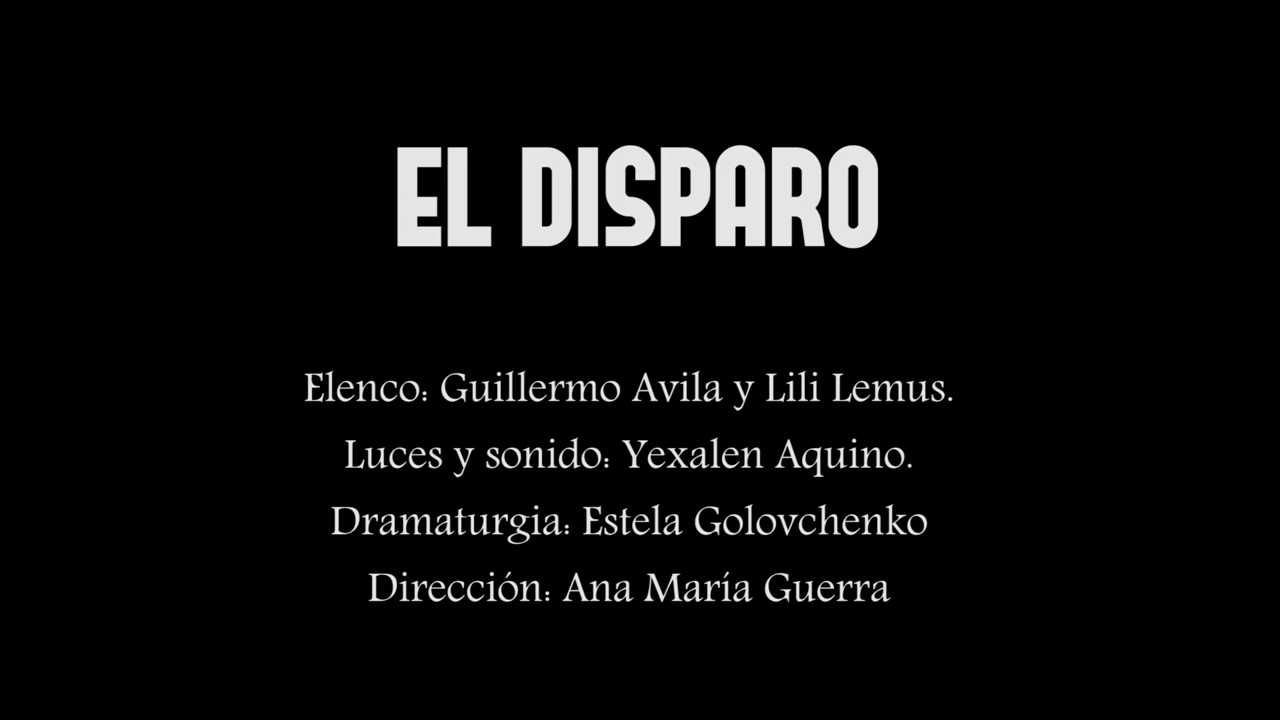 EL DISPARO
Elenco: Guillermo Avila y Lili Lemus.
Luces y sonido: Yexalen Aquino.
Dramaturgia: Estela Golovchenko
Dirección: Ana María Guerra